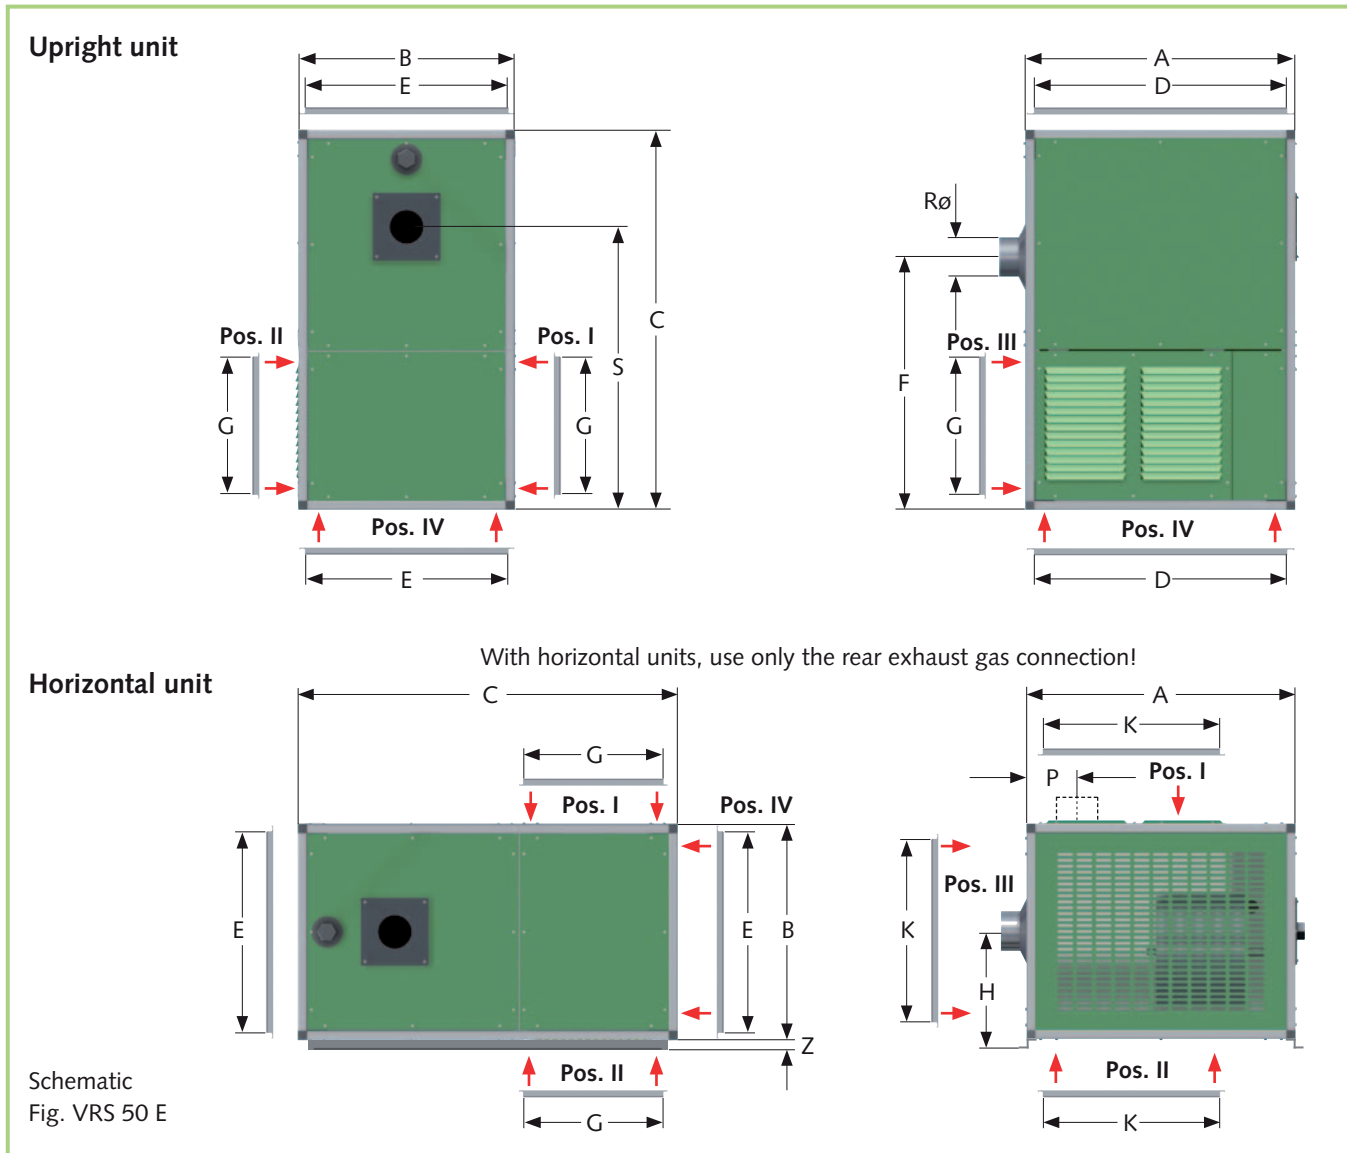 Upright unit
B
E
A
D
Rø
Pos. II
Pos. I
C
S
G
G
Pos. III
F
G
Pos. IV
E
Pos. IV
D
With horizontal units, use only the rear exhaust gas connection!
Horizontal unit
C
A
G
K
Pos. I
Pos. IV
P
Pos. I
E
E
B
K
Pos. III
H
Z
Pos. II
G
Pos. II
K
Schematic
Fig. VRS 50 E